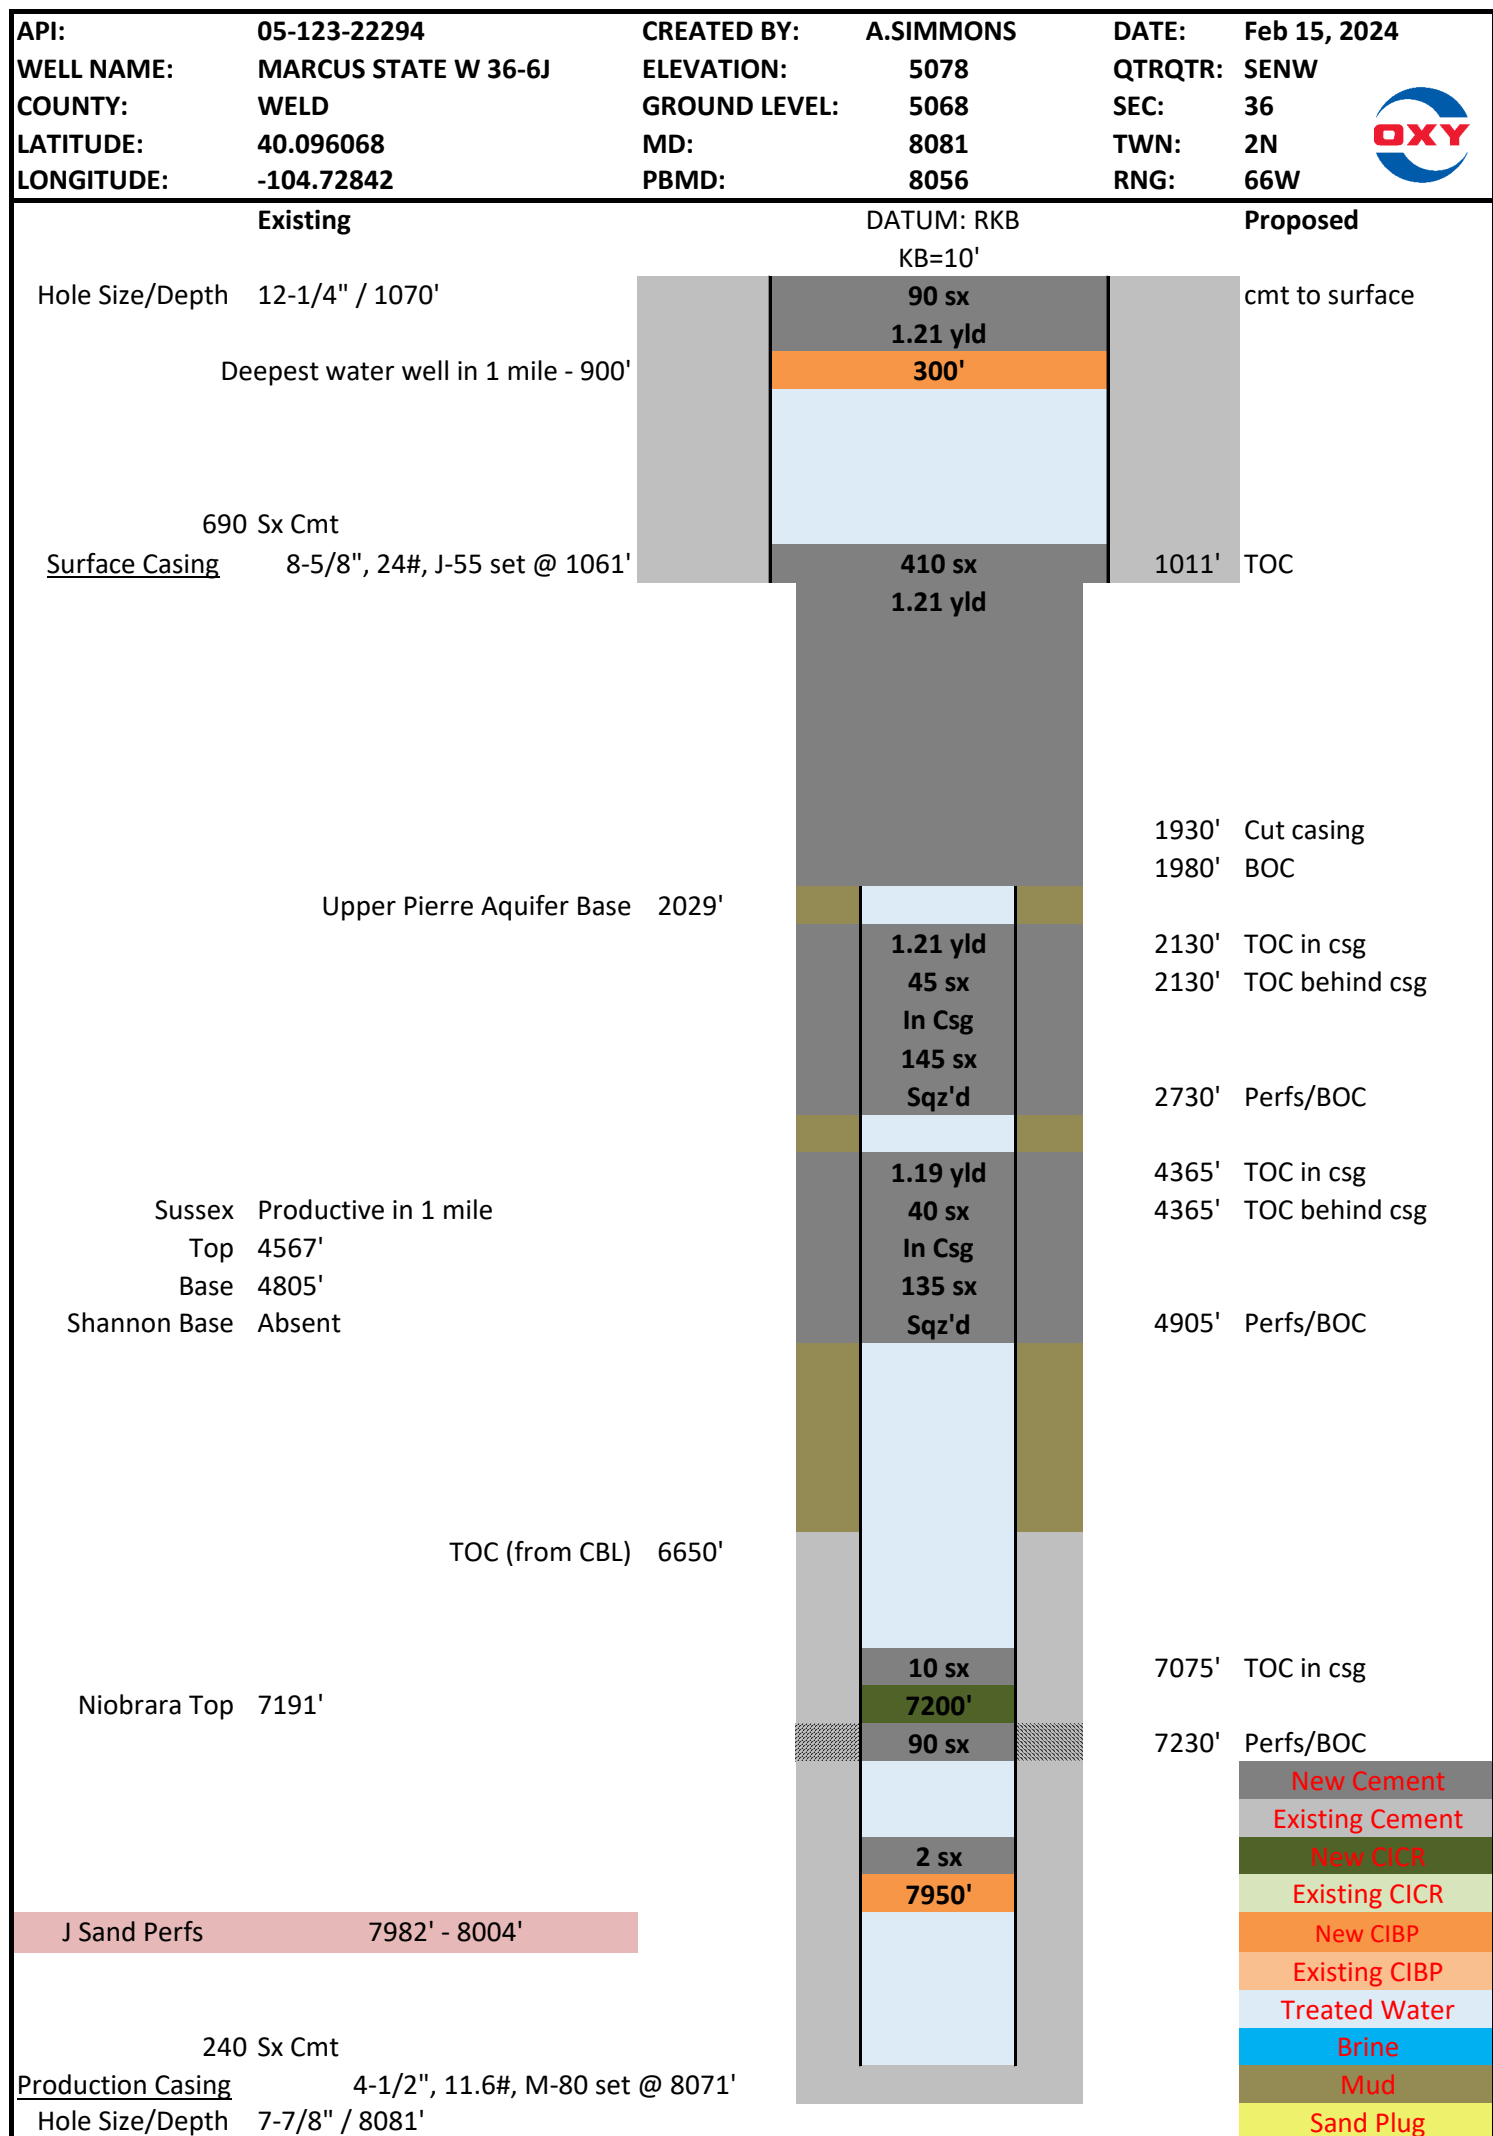 API: 05-123-22294 CREATED BY: A.SIMMONS DATE: Feb 15, 2024
WELL NAME: MARCUS STATE W 36-6J ELEVATION: 5078 QTRQTR: SENW
COUNTY: WELD GROUND LEVEL: 5068 SEC: 36
LATITUDE: 40.096068 MD: 8081 TWN: 2N
LONGITUDE: -104.72842 PBMD: 8056 RNG: 66W
OXY
Existing DATUM: RKB Proposed
KB=10'
Hole Size/Depth 12-1/4" / 1070' 90 sx cmt to surface
1.21 yld
Deepest water well in 1 mile - 900' 300'
690 Sx Cmt
Surface Casing 8-5/8", 24#, J-55 set @ 1061' 410 sx 1011' TOC
1.21 yld
1930' Cut casing
1980' BOC
Upper Pierre Aquifer Base 2029'
1.21 yld 2130' TOC in csg
45 sx 2130' TOC behind csg
In Csg
145 sx
Sqz'd 2730' Perfs/BOC
1.19 yld 4365' TOC in csg
Sussex Productive in 1 mile 40 sx 4365' TOC behind csg
Top 4567' In Csg
Base 4805' 135 sx
Shannon Base Absent Sqz'd 4905' Perfs/BOC
TOC (from CBL) 6650'
10 sx 7075' TOC in csg
Niobrara Top 7191' 7200'
90 sx 7230' Perfs/BOC
New Cement
Existing Cement
2 sx New CICR
7950' Existing CICR
J Sand Perfs 7982' - 8004' New CIBP
Existing CIBP
Treated Water
240 Sx Cmt Brine
Production Casing 4-1/2", 11.6#, M-80 set @ 8071' Mud
Hole Size/Depth 7-7/8" / 8081' Sand Plug